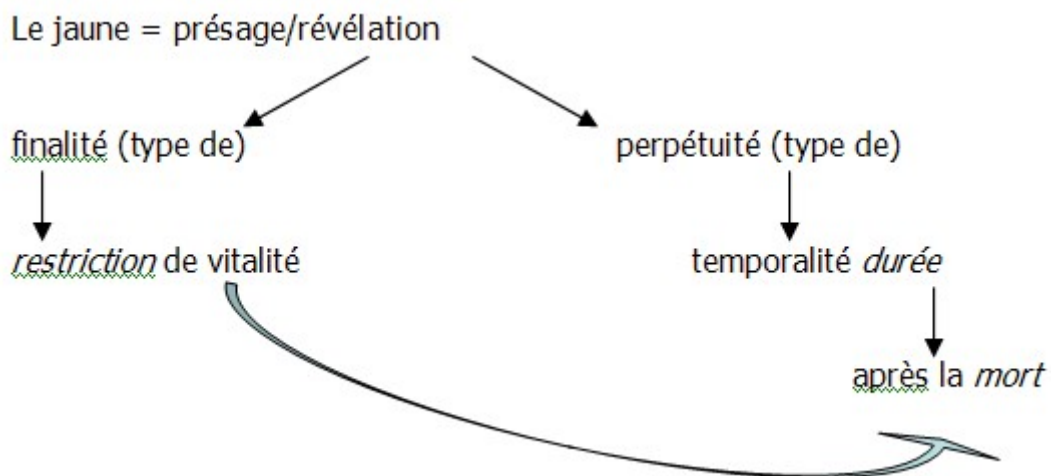 Le jaune = présage/révélation
finalité (type de)
perpétuité (type de)
restriction de vitalité
temporalité durée
après la mort